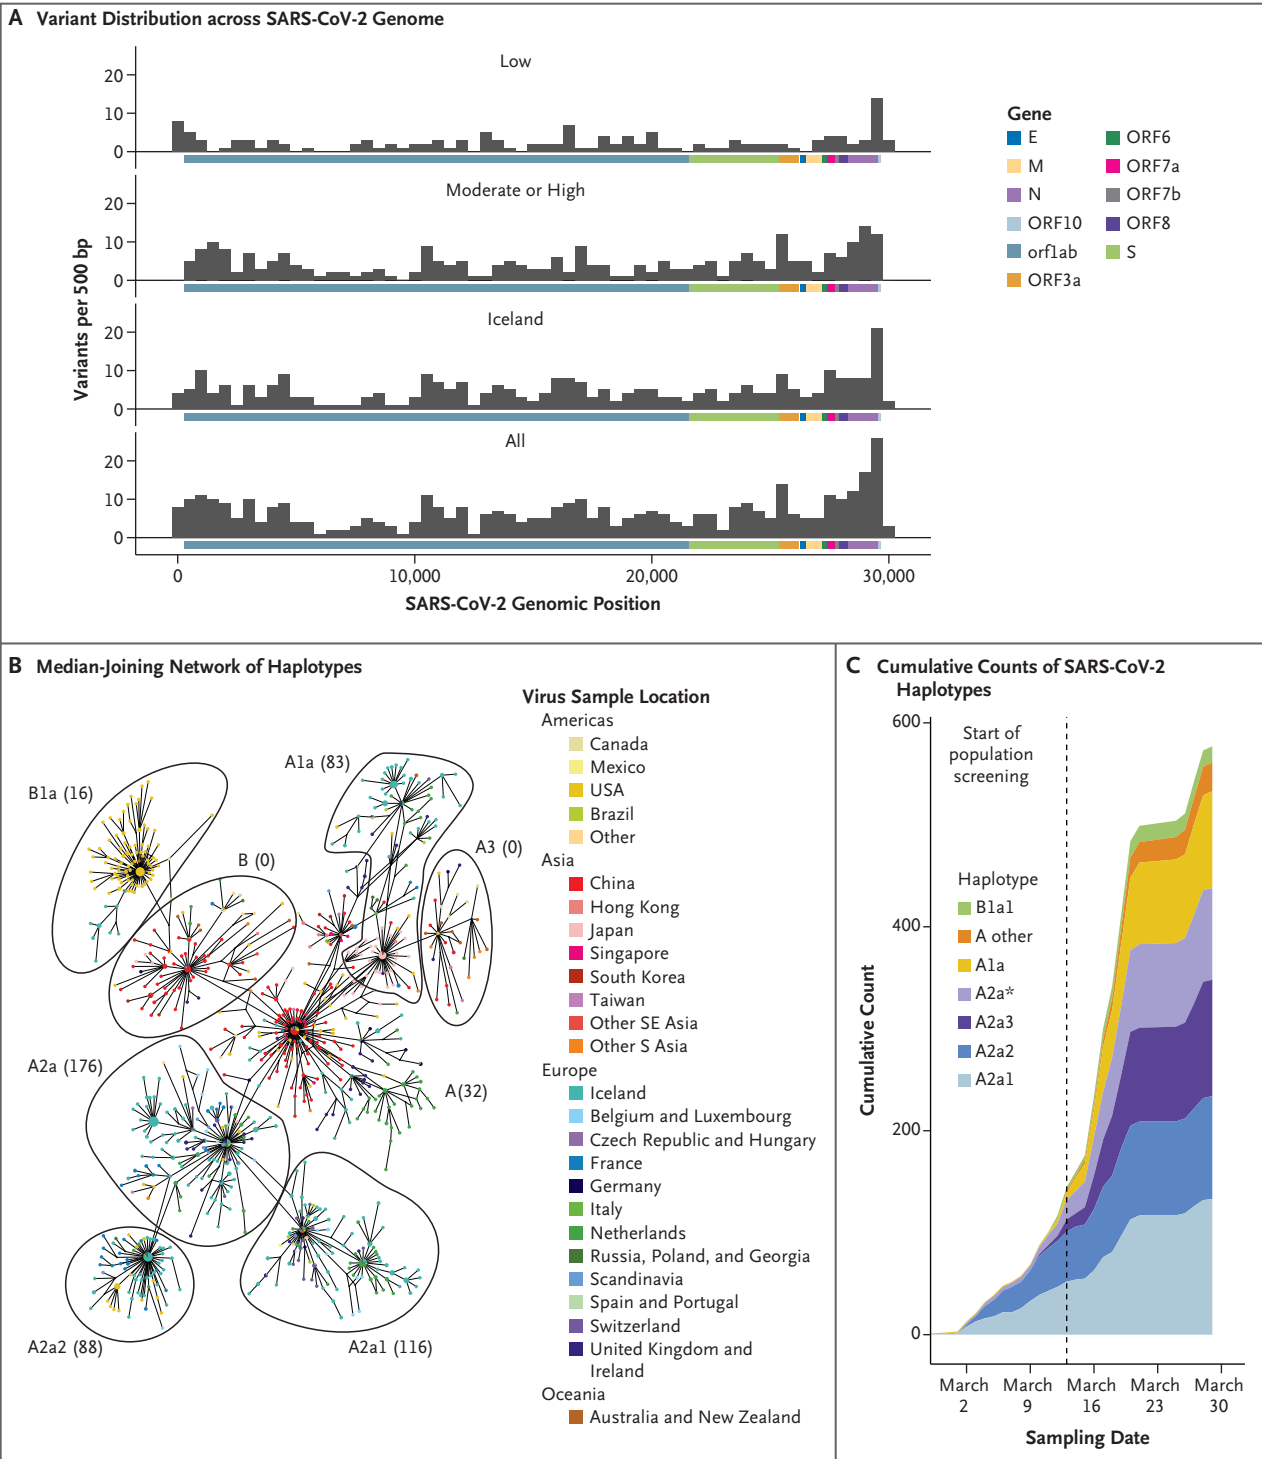 A Variant Distribution across SARS-CoV-2 Genome
Variants per 500 bp
Low
20
10
0
Moderate or High
20
10
0
Iceland
20
10
0
All
20
10
0
0 10,000 20,000 30,000
SARS-CoV-2 Genomic Position
Gene
E
M
N
ORF10
orf1ab
ORF3a
ORF6
ORF7a
ORF7b
ORF8
S
B Median-Joining Network of Haplotypes
B1a (16)
A1a (83)
B (0)
A3 (0)
A2a (176)
A(32)
A2a2 (88)
A2a1 (116)
Virus Sample Location
Americas
Canada
Mexico
USA
Brazil
Other
Asia
China
Hong Kong
Japan
Singapore
South Korea
Taiwan
Other SE Asia
Other S Asia
Europe
Iceland
Belgium and Luxembourg
Czech Republic and Hungary
France
Germany
Italy
Netherlands
Russia, Poland, and Georgia
Scandinavia
Spain and Portugal
Switzerland
United Kingdom and
Ireland
Oceania
Australia and New Zealand
C Cumulative Counts of SARS-CoV-2
Haplotypes
Cumulative Count
600
400
200
0
Start of
population
screening
Haplotype
B1a1
A other
A1a
A2a*
A2a3
A2a2
A2a1
March March March March March
2 9 16 23 30
Sampling Date